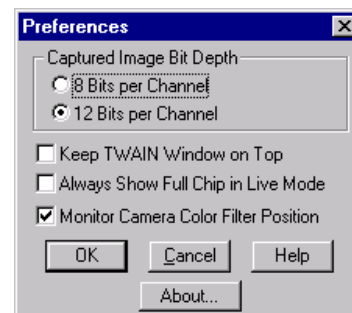 Preferences
Captured Image Bit Depth
8 Bits per Channel
12 Bits per Channel
Keep TWAIN Window on Top
Always Show Full Chip in Live Mode
Monitor Camera Color Filter Position
OK Cancel Help
About...